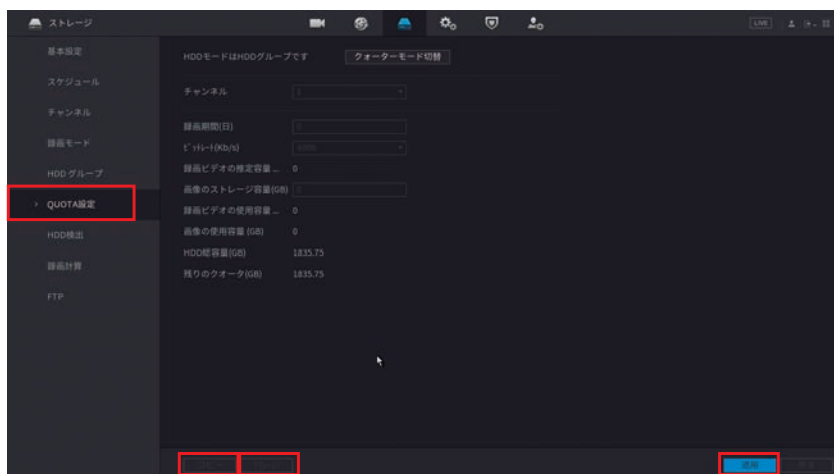 ストレージ
LIVE
基本設定
スケジュール
チャンネル
録画モード
HDD グループ
QUOTA設定
HDD検出
録画計算
FTP
HDDモードはHDDグループです
クォーターモード切替
チャンネル
録画期間(日)
ビットレート(Kb/s)
録画ビデオの推定容量 ... 0
画像のストレージ容量(GB)
録画ビデオの使用容量 ... 0
画像の使用容量 (GB) 0
HDD総容量(GB) 1835.75
残りのクオータ(GB) 1835.75
適用